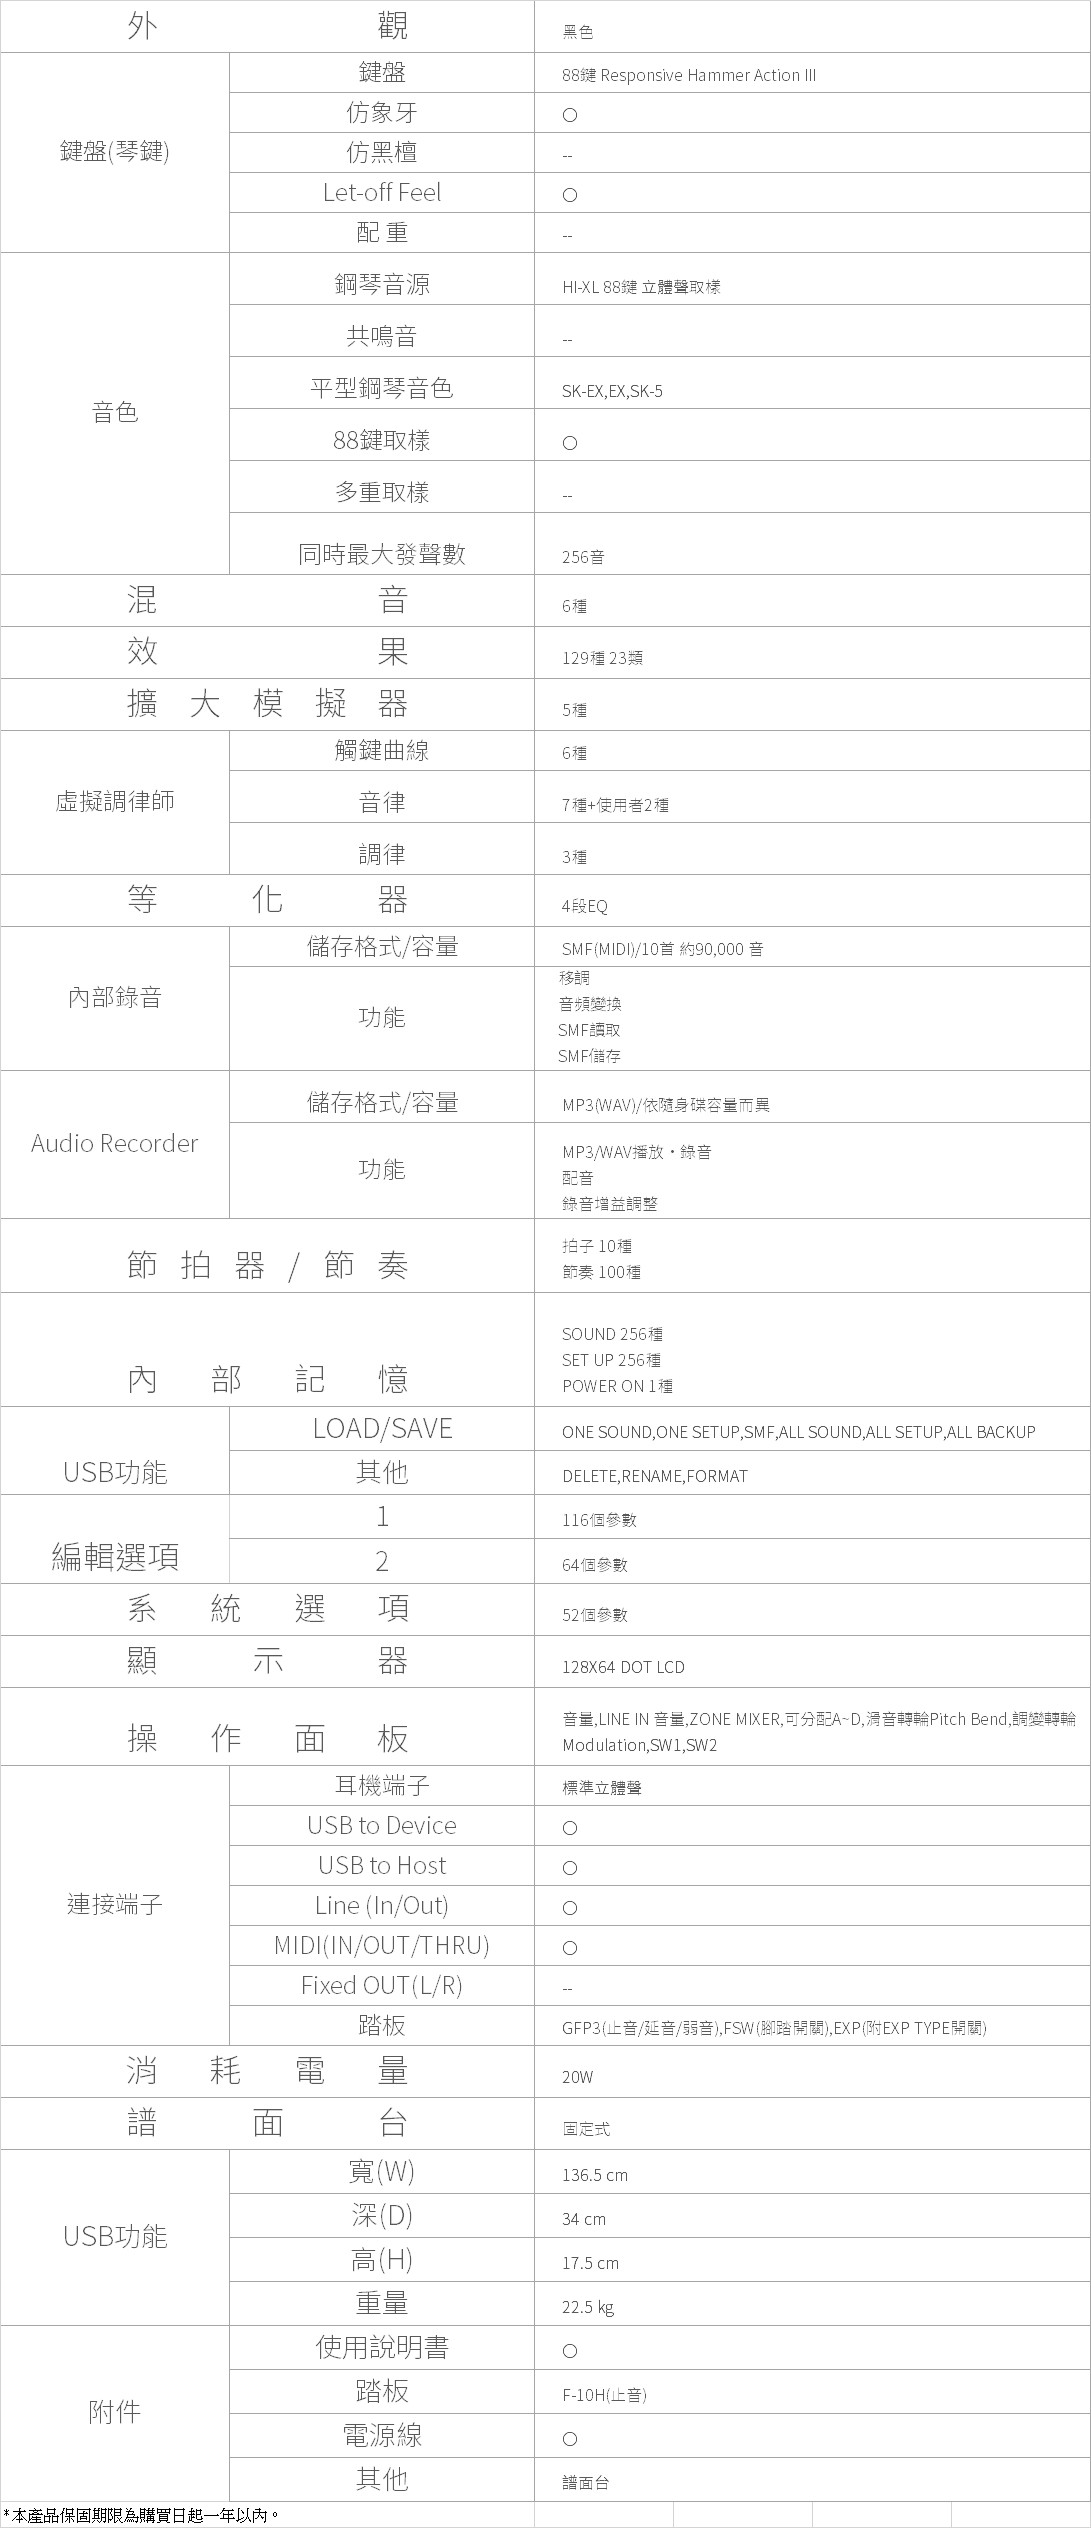 外觀 黑色
鍵盤(琴鍵)
鍵盤 88鍵 Responsive Hammer Action III
仿象牙 ○
仿黑檀 --
Let-off Feel ○
配 重 --
音色
鋼琴音源 HI-XL 88鍵 立體聲取樣
共鳴音 --
平型鋼琴音色 SK-EX,EX,SK-5
88鍵取樣 ○
多重取樣 --
同時最大發聲數 256音
混音 6種
效果 129種 23類
擴大模擬器 5種
虛擬調律師
觸鍵曲線 6種
音律 7種+使用者2種
調律 3種
等化器 4段EQ
內部錄音
儲存格式/容量 SMF(MIDI)/10首 約90,000 音
功能
移調
音頻變換
SMF讀取
SMF儲存
Audio Recorder
儲存格式/容量 MP3(WAV)/依隨身碟容量而異
功能
MP3/WAV播放・錄音
配音
錄音增益調整
節拍器/節奏
拍子 10種
節奏 100種
內部記憶
SOUND 256種
SET UP 256種
POWER ON 1種
USB功能
LOAD/SAVE ONE SOUND,ONE SETUP,SMF,ALL SOUND,ALL SETUP,ALL BACKUP
其他 DELETE,RENAME,FORMAT
編輯選項
1 116個參數
2 64個參數
系統選項 52個參數
顯示器 128X64 DOT LCD
操作面板
音量,LINE IN 音量,ZONE MIXER,可分配A~D,滑音轉輪Pitch Bend,調變轉輪
Modulation,SW1,SW2
連接端子
耳機端子 標準立體聲
USB to Device ○
USB to Host ○
Line (In/Out) ○
MIDI(IN/OUT/THRU) ○
Fixed OUT(L/R) --
踏板 GFP3(止音/延音/弱音),FSW(腳踏開關),EXP(附EXP TYPE開關)
消耗電量 20W
譜面台 固定式
USB功能
寬(W) 136.5 cm
深(D) 34 cm
高(H) 17.5 cm
重量 22.5 kg
附件
使用說明書 ○
踏板 F-10H(止音)
電源線 ○
其他 譜面台
*本產品保固期限為購買日起一年以內。